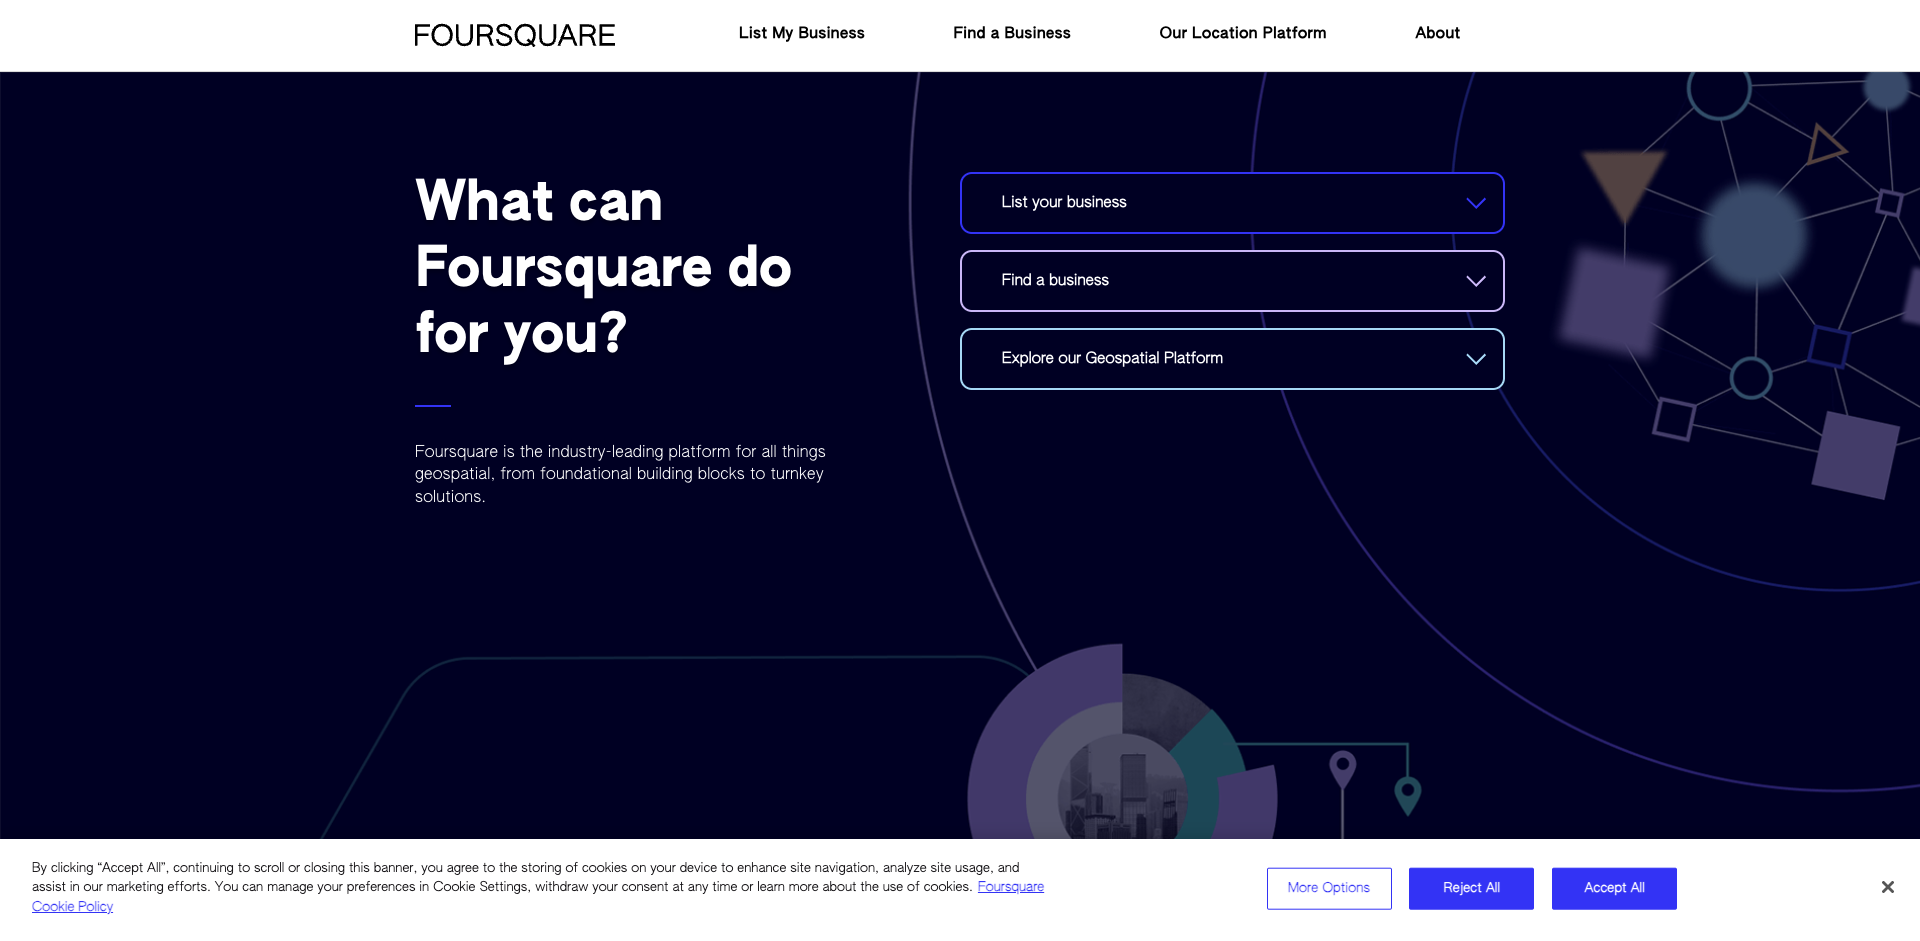 FOURSQUARE
List My Business
Find a Business
Our Location Platform
About
What can
Foursquare do
for you?
Foursquare is the industry-leading platform for all things
geospatial, from foundational building blocks to turnkey
solutions.
List your business
Find a business
Explore our Geospatial Platform
By clicking “Accept All”, continuing to scroll or closing this banner, you agree to the storing of cookies on your device to enhance site navigation, analyze site usage, and
assist in our marketing efforts. You can manage your preferences in Cookie Settings, withdraw your consent at any time or learn more about the use of cookies. Foursquare
Cookie Policy
More Options
Reject All
Accept All